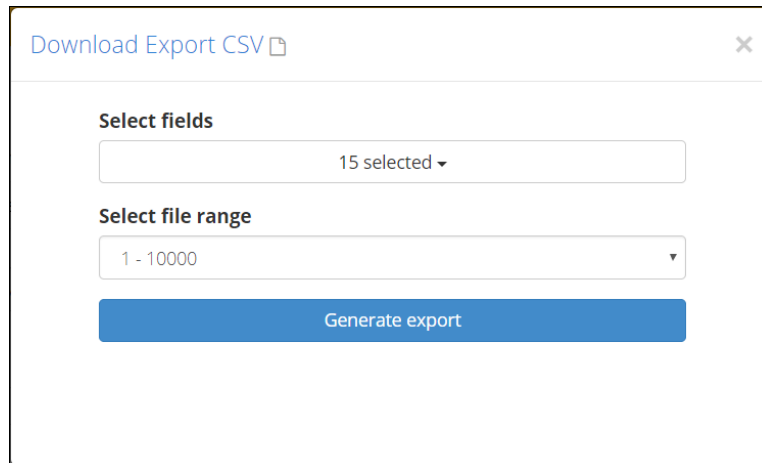 Download Export CSV
Select fields
15 selected
Select file range
1 - 10000
Generate export